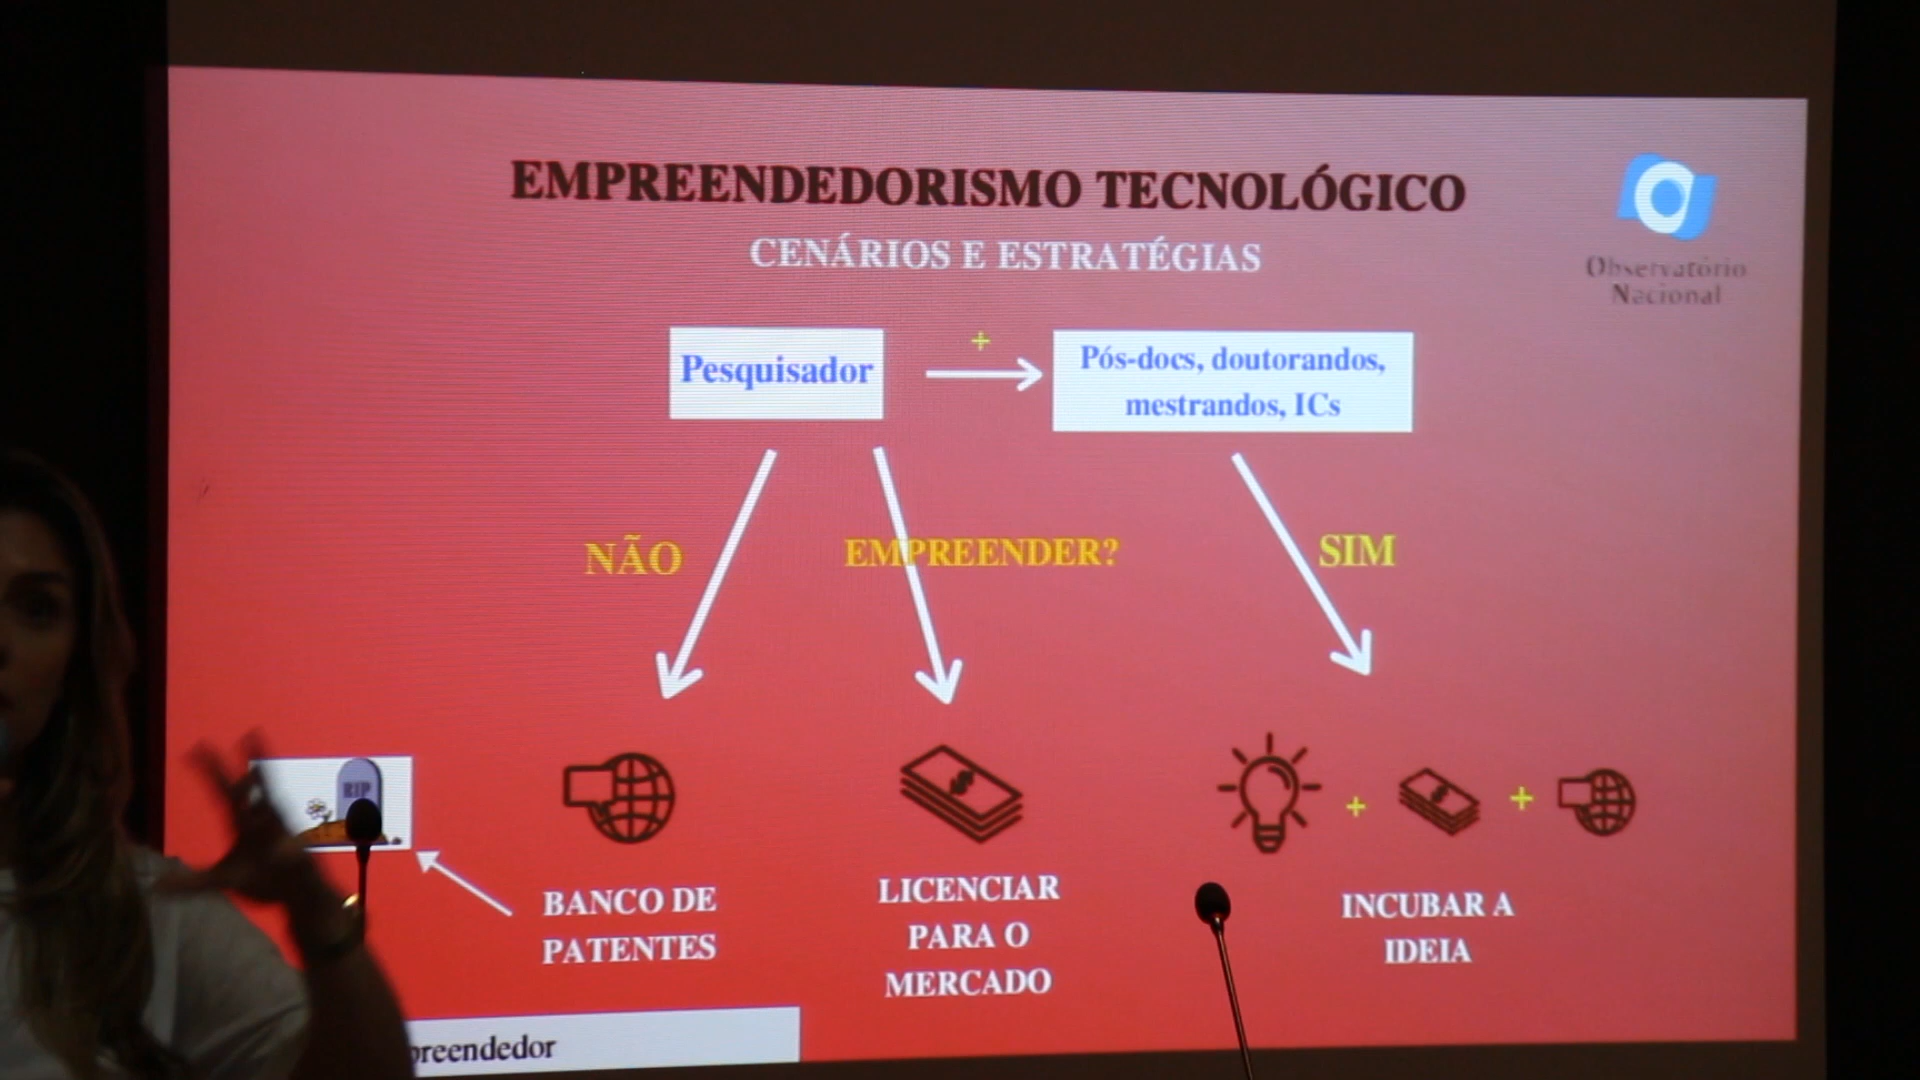 EMPREENDEDORISMO TECNOLÓGICO
CENÁRIOS E ESTRATÉGIAS
Observatório
Nacional
Pesquisador
+
Pós-docs, doutorandos,
mestrandos, ICs
NÃO
EMPREENDER?
SIM
RIP
$
+
$
+
BANCO DE
PATENTES
LICENCIAR
PARA O
MERCADO
INCUBAR A
IDEIA
preendedor